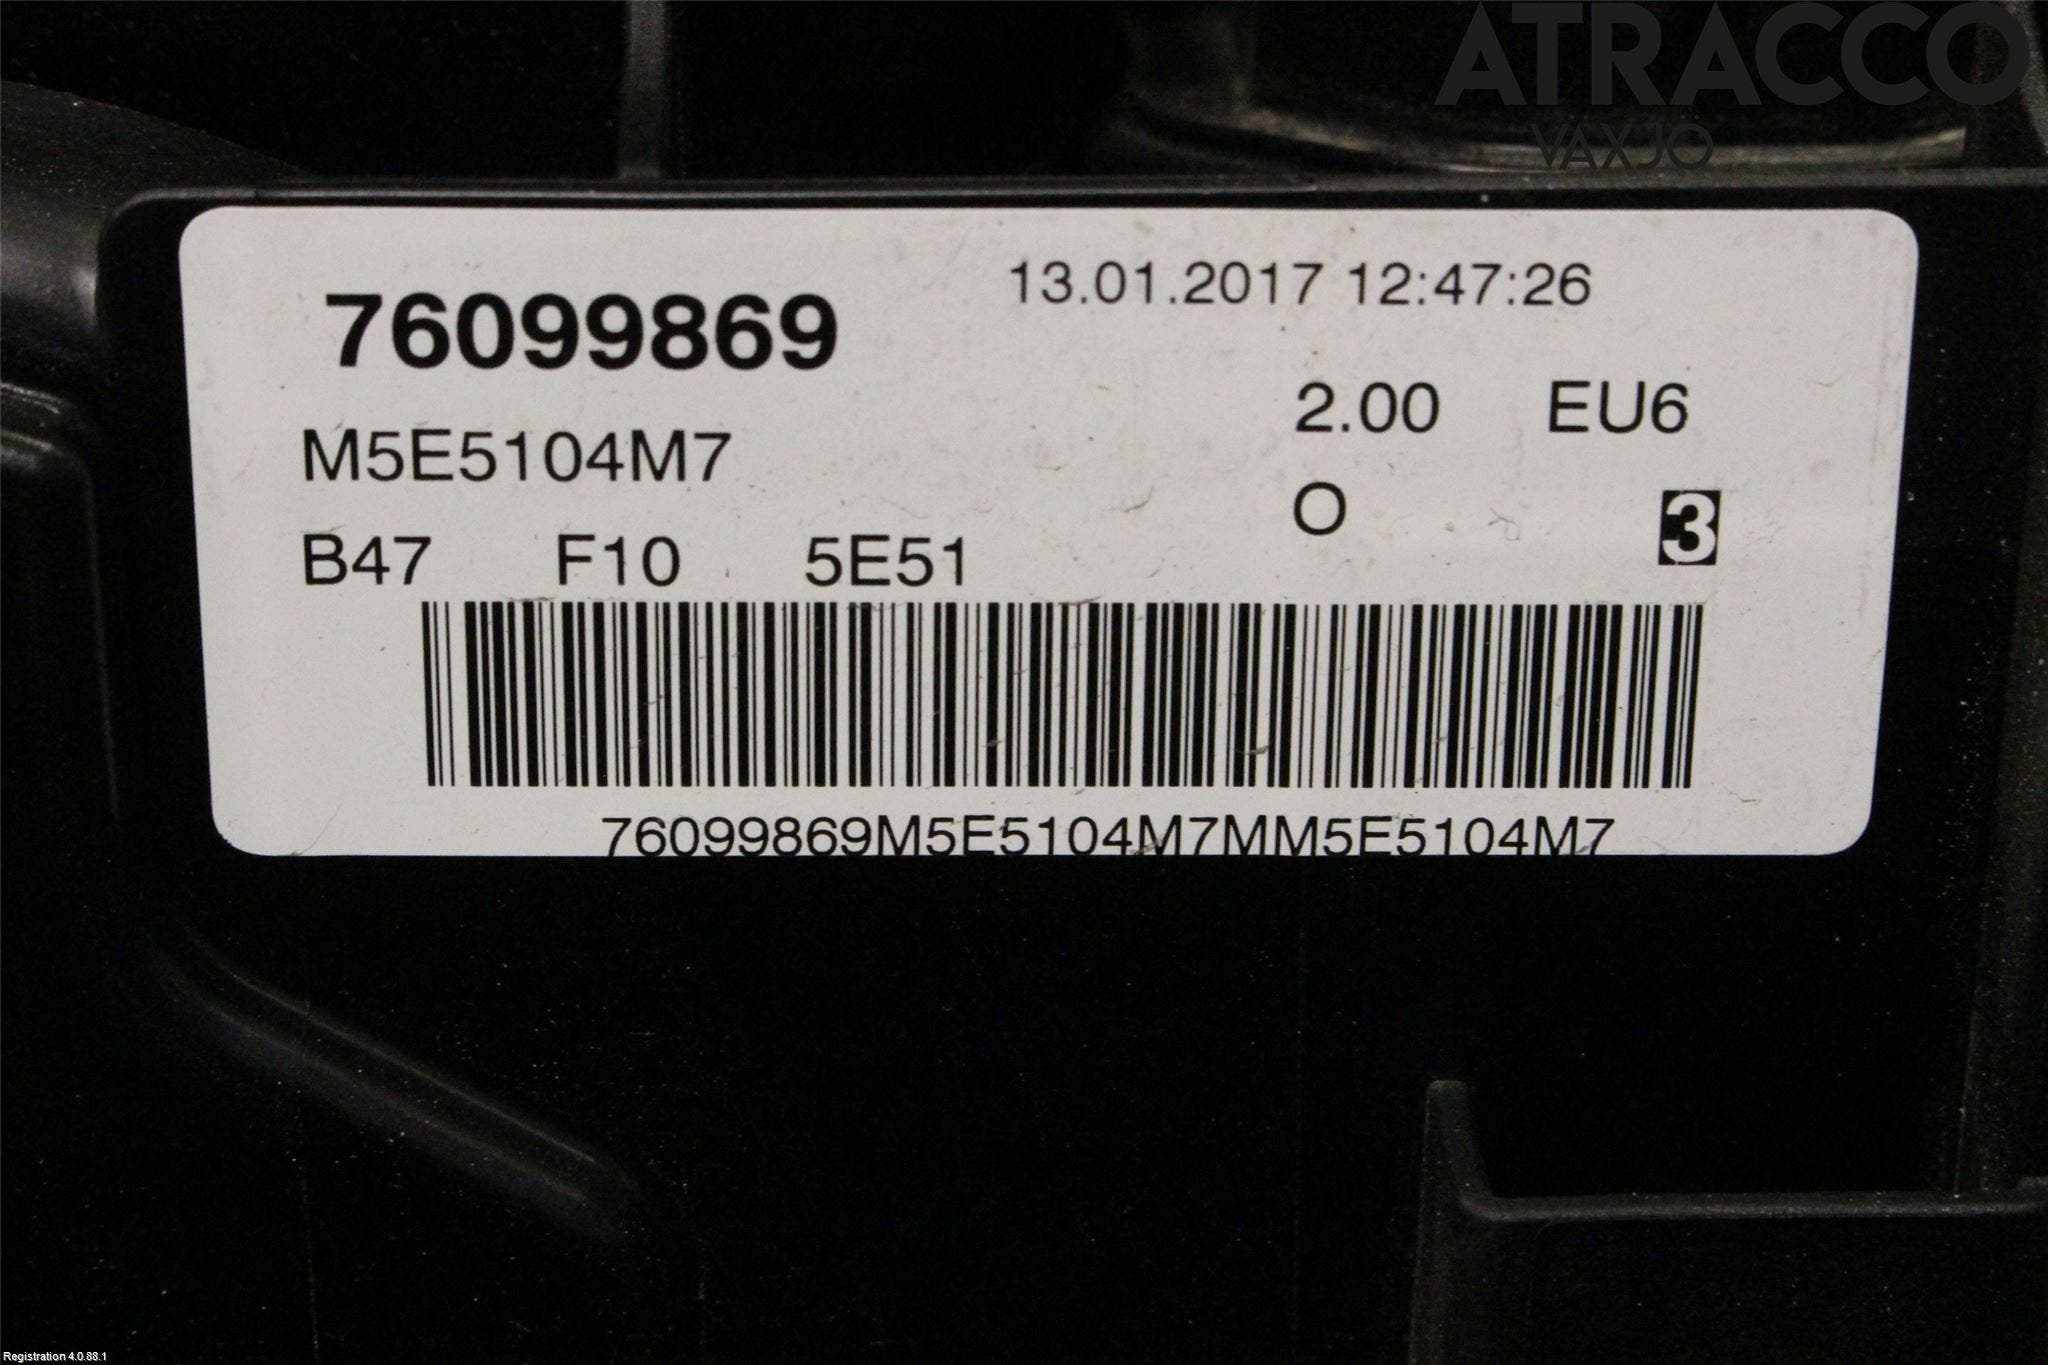 ATRACCO
VÄXJÖ
13.01.2017 12:47:26
76099869
2.00 EU6
M5E5104M7
O 3
B47 F10 5E51
76099869M5E5104M7MM5E5104M7
Registration 4.0.88.1